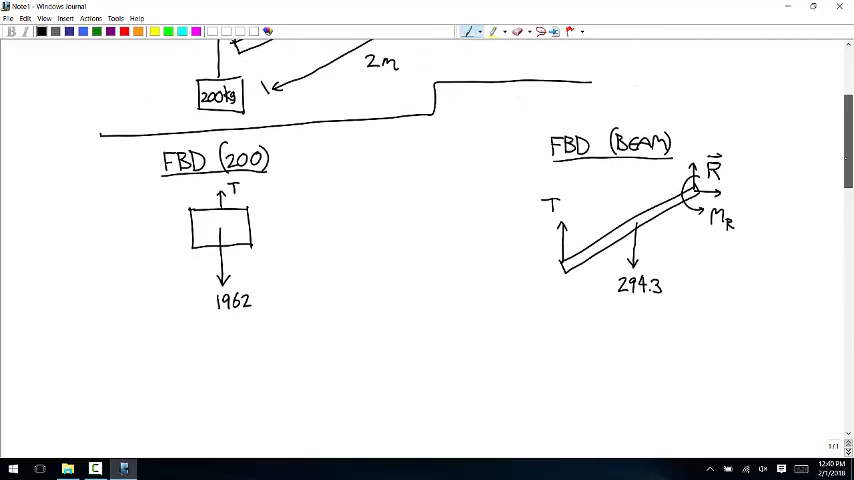 Note1 - Windows Journal
File Edit View Insert Actions Tools Help
B
2m
200kg
FBD (200)
FBD (BEAM)
T
R
T
M_R
294.3
1962
1/1
12:40 PM
2/1/2018